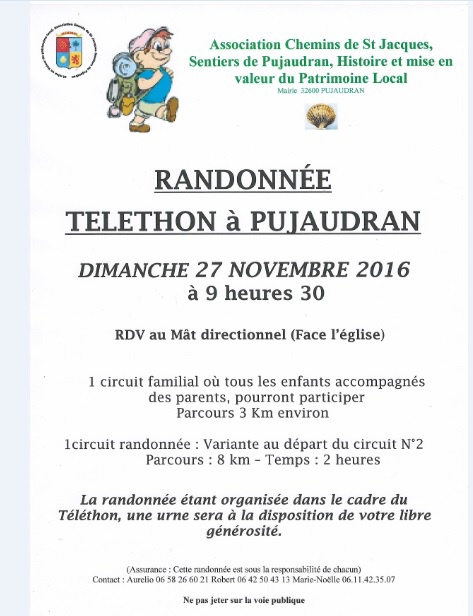 Association Chemins de St Jacques,
Sentiers de Pujaudran, Histoire et mise en
valeur du Patrimoine Local
Mairie 32600 PUJAUDRAN
RANDONNÉE
TELETHON à PUJAUDRAN
DIMANCHE 27 NOVEMBRE 2016
à 9 heures 30
RDV au Mât directionnel (Face l'église)
1 circuit familial où tous les enfants accompagnés
des parents, pourront participer
Parcours 3 Km environ
1circuit randonnée : Variante au départ du circuit N°2
Parcours : 8 km – Temps : 2 heures
La randonnée étant organisée dans le cadre du
Téléthon, une urne sera à la disposition de votre libre
générosité.
(Assurance : Cette randonnée est sous la responsabilité de chacun)
Contact : Aurelio 06 58 26 60 21 Robert 06 42 50 43 13 Marie-Noëlle 06.11.42.35.07
Ne pas jeter sur la voie publique